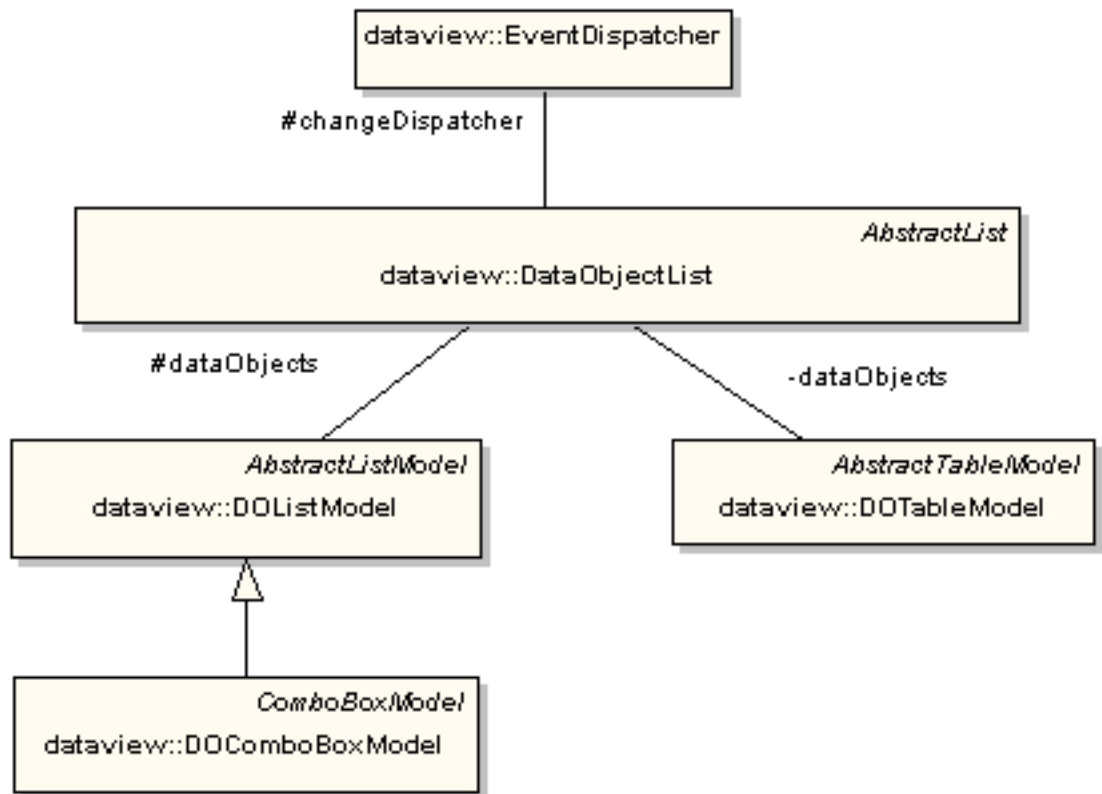 dataview::EventDispatcher
#changeDispatcher
AbstractList
dataview::DataObjectList
#dataObjects
-dataObjects
AbstractListModel
dataview::DOListModel
AbstractTableModel
dataview::DOTableModel
ComboBoxModel
dataview::DOComboBoxModel